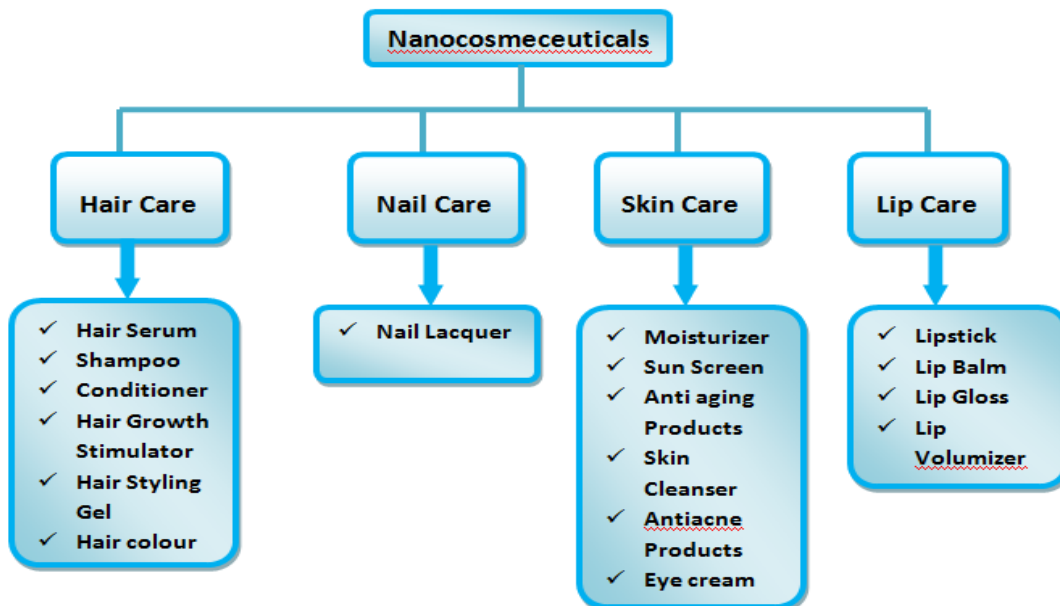 Nanocosmeceuticals
Hair Care
Nail Care
Skin Care
Lip Care
✓ Hair Serum
✓ Shampoo
✓ Conditioner
✓ Hair Growth
Stimulator
✓ Hair Styling
Gel
✓ Hair colour
✓ Nail Lacquer
✓ Moisturizer
✓ Sun Screen
✓ Anti aging
Products
✓ Skin
Cleanser
✓ Antiacne
Products
✓ Eye cream
✓ Lipstick
✓ Lip Balm
✓ Lip Gloss
✓ Lip
Volumizer